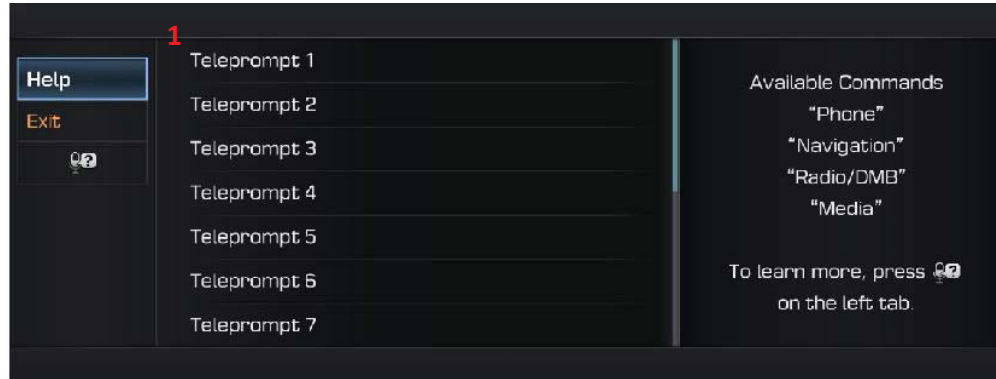 1
Help
Exit
Teleprompt 1
Teleprompt 2
Teleprompt 3
Teleprompt 4
Teleprompt 5
Teleprompt 6
Teleprompt 7
Available Commands
“Phone”
“Navigation”
“Radio/DMB”
“Media”
To learn more, press
on the left tab.